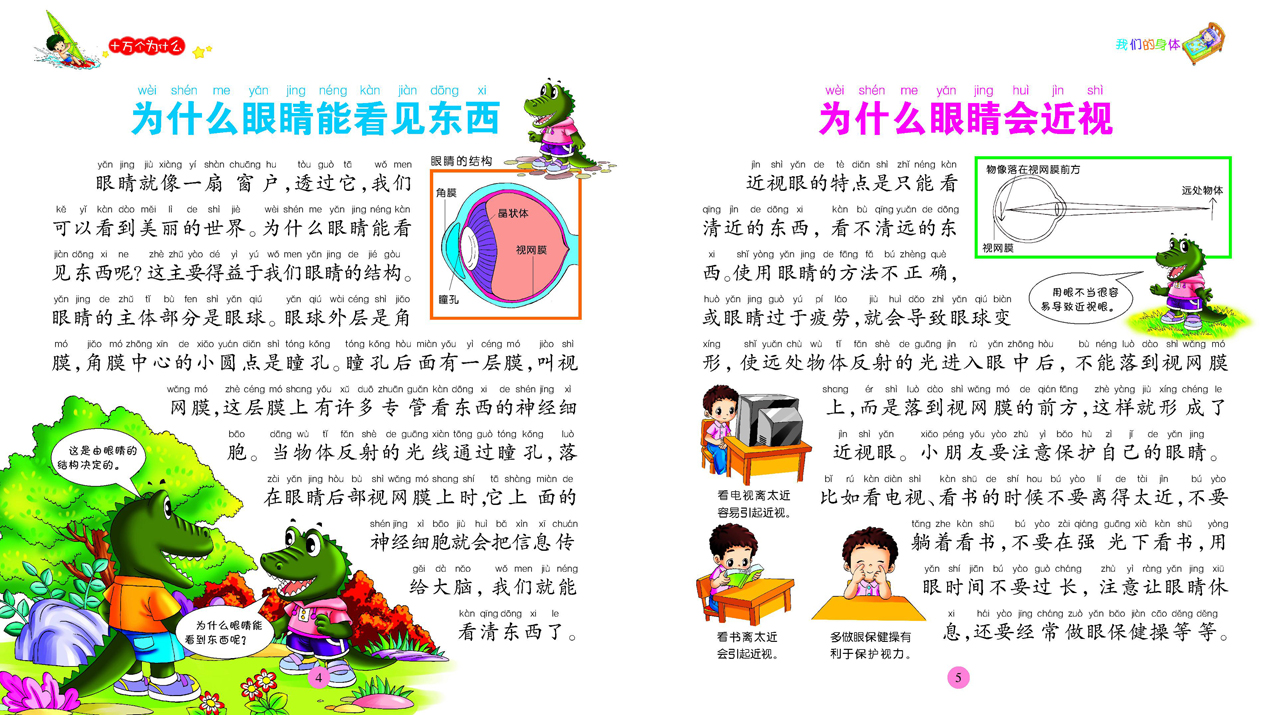 十万个为什么
wèi shén me yǎn jing néng kàn jiàn dōng xi
为什么眼睛能看见东西
yǎn jing jiù xiàng yí shàn chuāng hu tòu guò tā wǒ men
眼睛就像一扇窗户,透过它,我们
kě yǐ kàn dào měi lì de shì jiè wèi shén me yǎn jing néng kàn
可以看到美丽的世界。为什么眼睛能看
jiàn dōng xi ne zhè zhǔ yào dé yì yú wǒ men yǎn jing de jié gòu
见东西呢?这主要得益于我们眼睛的结构。
yǎn jing de zhǔ tǐ bù fen shì yǎn qiú yǎn qiú wài céng shì jiǎo
眼睛的主体部分是眼球。眼球外层是角
mó jiǎo mó zhōng xīn de xiǎo yuán diǎn shì tóng kǒng tóng kǒng hòu miàn yǒu yì céng mó jiào shì
膜,角膜中心的小圆点是瞳孔。瞳孔后面有一层膜,叫视
wǎng mó zhè céng mó shang yǒu xǔ duō zhuān guǎn kàn dōng xi de shén jīng xì
网膜,这层膜上有许多专管看东西的神经细
bāo dāng wù tǐ fǎn shè de guāng xiàn tōng guò tóng kǒng luò
胞。当物体反射的光线通过瞳孔,落
zài yǎn jing hòu bù shì wǎng mó shang shí tā shàng miàn de
在眼睛后部视网膜上时,它上面的
shén jīng xì bāo jiù huì bǎ xìn xī chuán
神经细胞就会把信息传
gěi dà nǎo wǒ men jiù néng
给大脑,我们就能
kàn qīng dōng xi le
看清东西了。
眼睛的结构
角膜
晶状体
视网膜
瞳孔
这是由眼睛的
结构决定的。
为什么眼睛能
看到东西呢?
4
我们的身体
wèi shén me yǎn jing huì jìn shì
为什么眼睛会近视
jìn shì yǎn de tè diǎn shì zhǐ néng kàn
近视眼的特点是只能看
qīng jìn de dōng xi kàn bù qīng yuǎn de dōng
清近的东西,看不清远的东
xi shǐ yòng yǎn jing de fāng fǎ bú zhèng què
西。使用眼睛的方法不正确,
huò yǎn jing guò yú pí láo jiù huì dǎo zhì yǎn qiú biàn
或眼睛过于疲劳,就会导致眼球变
xíng shǐ yuǎn chù wù tǐ fǎn shè de guāng jìn rù yǎn zhōng hòu bù néng luò dào shì wǎng mó
形,使远处物体反射的光进入眼中后,不能落到视网膜
shang ér shì luò dào shì wǎng mó de qián fāng zhè yàng jiù xíng chéng le
上,而是落到视网膜的前方,这样就形成了
jìn shì yǎn xiǎo péng yǒu yào zhù yì bǎo hù zì jǐ de yǎn jing
近视眼。小朋友要注意保护自己的眼睛。
bǐ rú kàn diàn shì kàn shū de shí hou bú yào lí de tài jìn bú yào
比如看电视、看书的时候不要离得太近,不要
tǎng zhe kàn shū bú yào zài qiáng guāng xià kàn shū yòng
躺着看书,不要在强光下看书,用
yǎn shí jiān bú yào guò cháng zhù yì ràng yǎn jing xiū
眼时间不要过长,注意让眼睛休
xi hái yào jīng cháng zuò yǎn bǎo jiàn cāo děng děng
息,还要经常做眼保健操等等。
物像落在视网膜前方
远处物体
视网膜
用眼不当很容
易导致近视眼。
看电视离太近
容易引起近视。
看书离太近
会引起近视。
多做眼保健操有
利于保护视力。
5